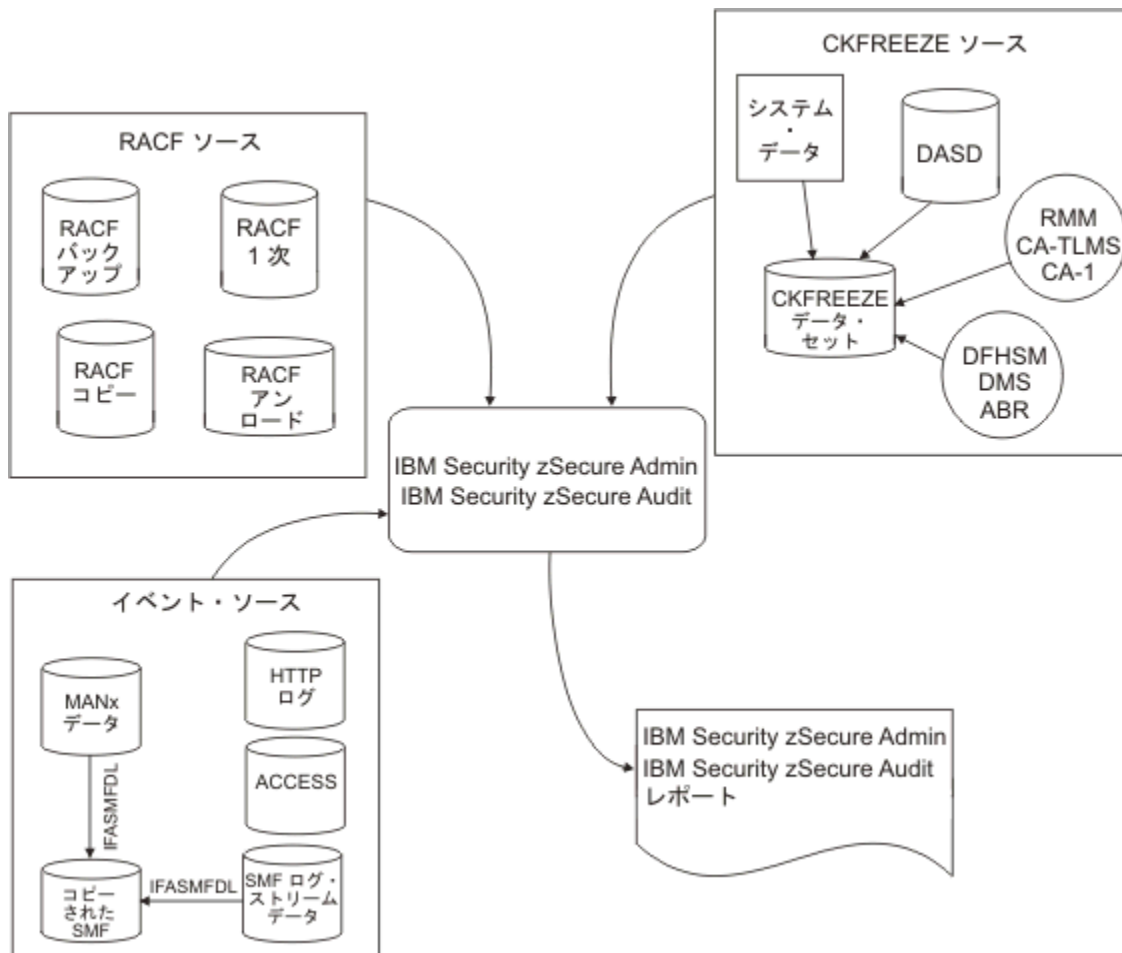 RACF ソース
RACF
バック
アップ
RACF
1 次
RACF
コピー
RACF
アン
ロード
CKFREEZE ソース
システム
・
データ
DASD
RMM
CA-TLMS
CA-1
CKFREEZE
データ・
セット
DFHSM
DMS
ABR
IBM Security zSecure Admin
IBM Security zSecure Audit
イベント・ソース
MANx
データ
HTTP
ログ
ACCESS
IFASMFDL
コピー
された
SMF
IFASMFDL
SMF ログ・
ストリーム
データ
IBM Security zSecure Admin
IBM Security zSecure Audit
レポート